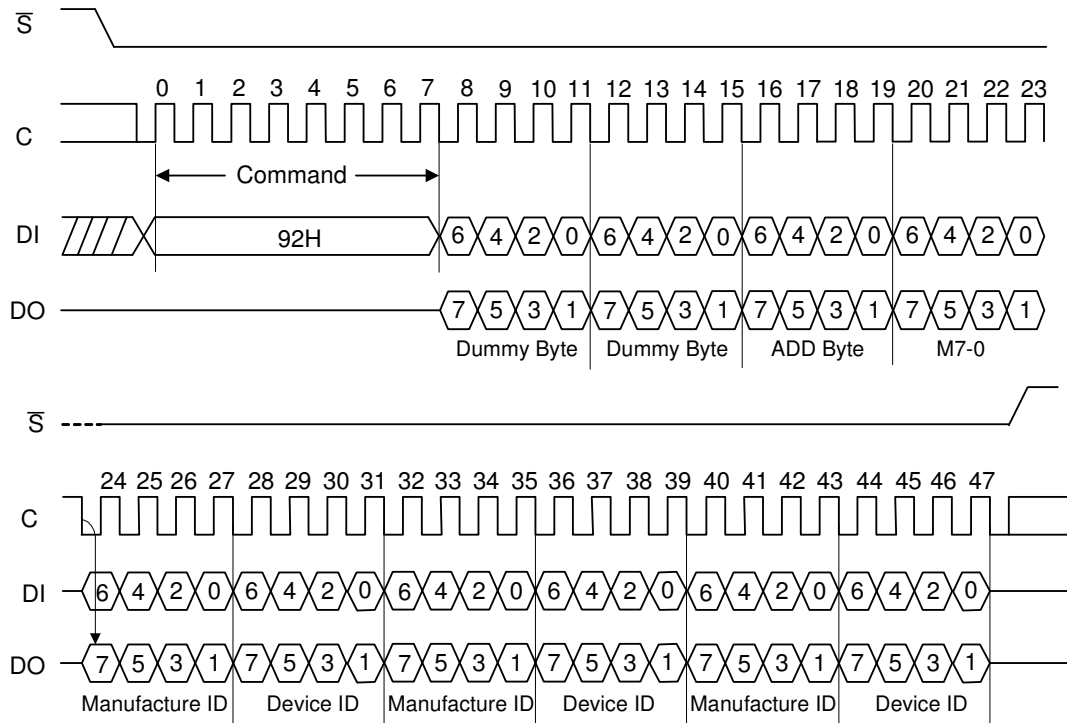 S̅
0 1 2 3 4 5 6 7 8 9 10 11 12 13 14 15 16 17 18 19 20 21 22 23
C
Command
DI 92H 6 4 2 0 6 4 2 0 6 4 2 0 6 4 2 0
DO 7 5 3 1 7 5 3 1 7 5 3 1 7 5 3 1
Dummy Byte Dummy Byte ADD Byte M7-0
S̅
24 25 26 27 28 29 30 31 32 33 34 35 36 37 38 39 40 41 42 43 44 45 46 47
C
DI 6 4 2 0 6 4 2 0 6 4 2 0 6 4 2 0 6 4 2 0 6 4 2 0
DO 7 5 3 1 7 5 3 1 7 5 3 1 7 5 3 1 7 5 3 1 7 5 3 1
Manufacture ID Device ID Manufacture ID Device ID Manufacture ID Device ID